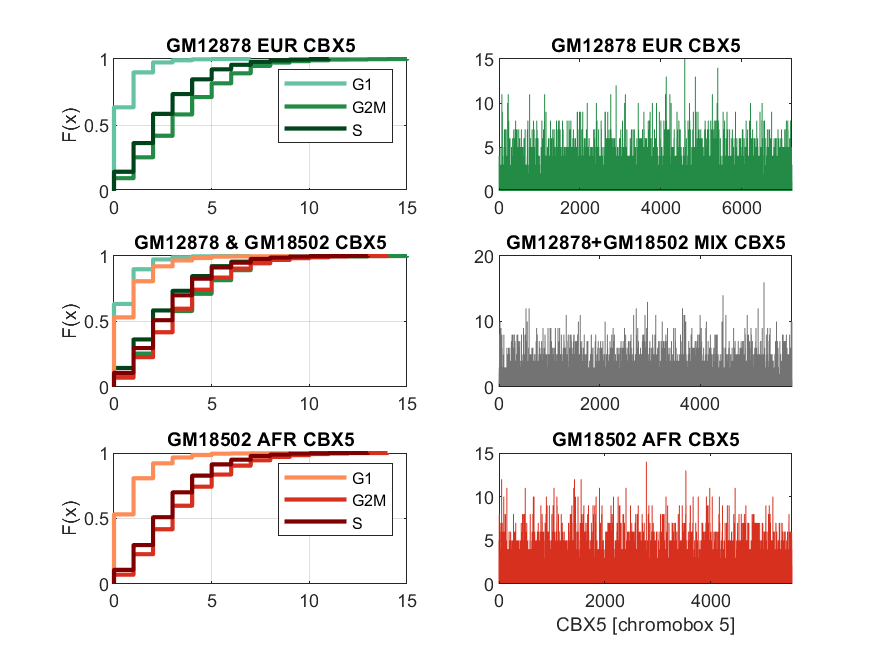 GM12878 EUR CBX5
1
0.5
0
F(x)
0 5 10 15
G1
G2M
S
GM12878 EUR CBX5
15
10
5
0
0 2000 4000 6000
GM12878 & GM18502 CBX5
1
0.5
0
F(x)
0 5 10 15
GM12878+GM18502 MIX CBX5
20
10
0
0 2000 4000
GM18502 AFR CBX5
1
0.5
0
F(x)
0 5 10 15
G1
G2M
S
GM18502 AFR CBX5
15
10
5
0
0 2000 4000
CBX5 [chromobox 5]